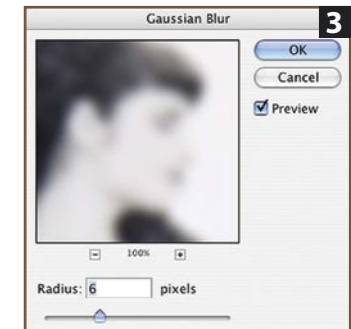 Gaussian Blur
3
OK
Cancel
Preview
100%
Radius: 6 pixels